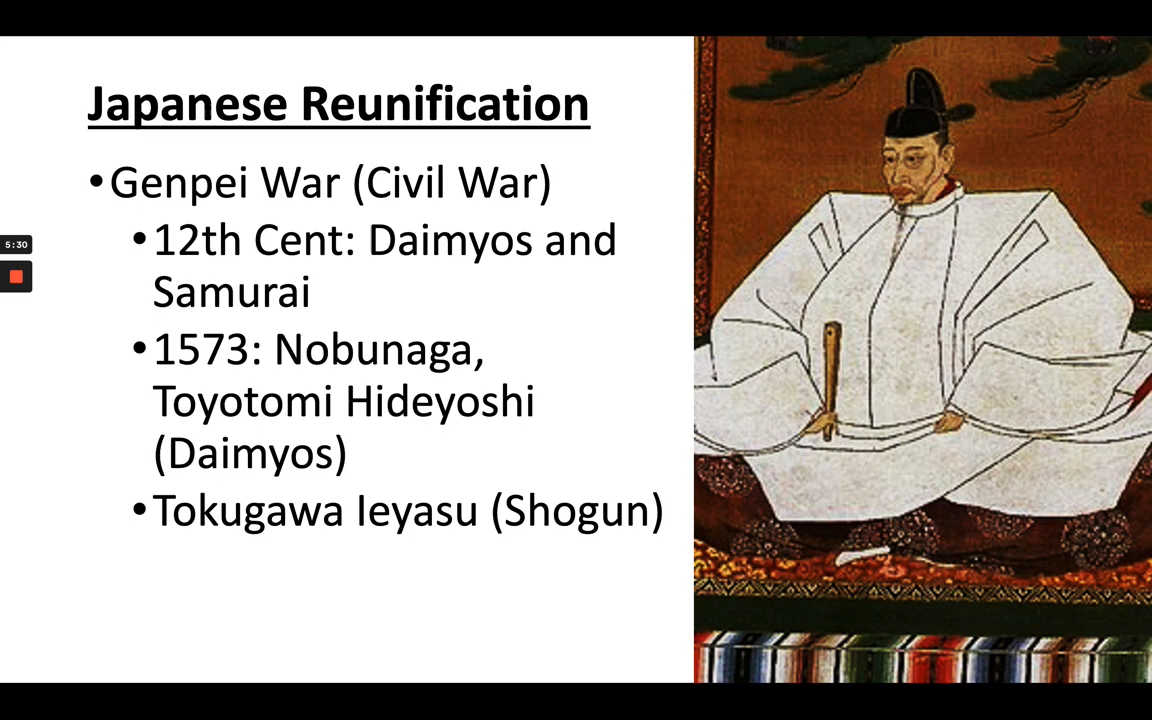 Japanese Reunification
•Genpei War (Civil War)
•12th Cent: Daimyos and
Samurai
•1573: Nobunaga,
Toyotomi Hideyoshi
(Daimyos)
•Tokugawa Ieyasu (Shogun)
5:30